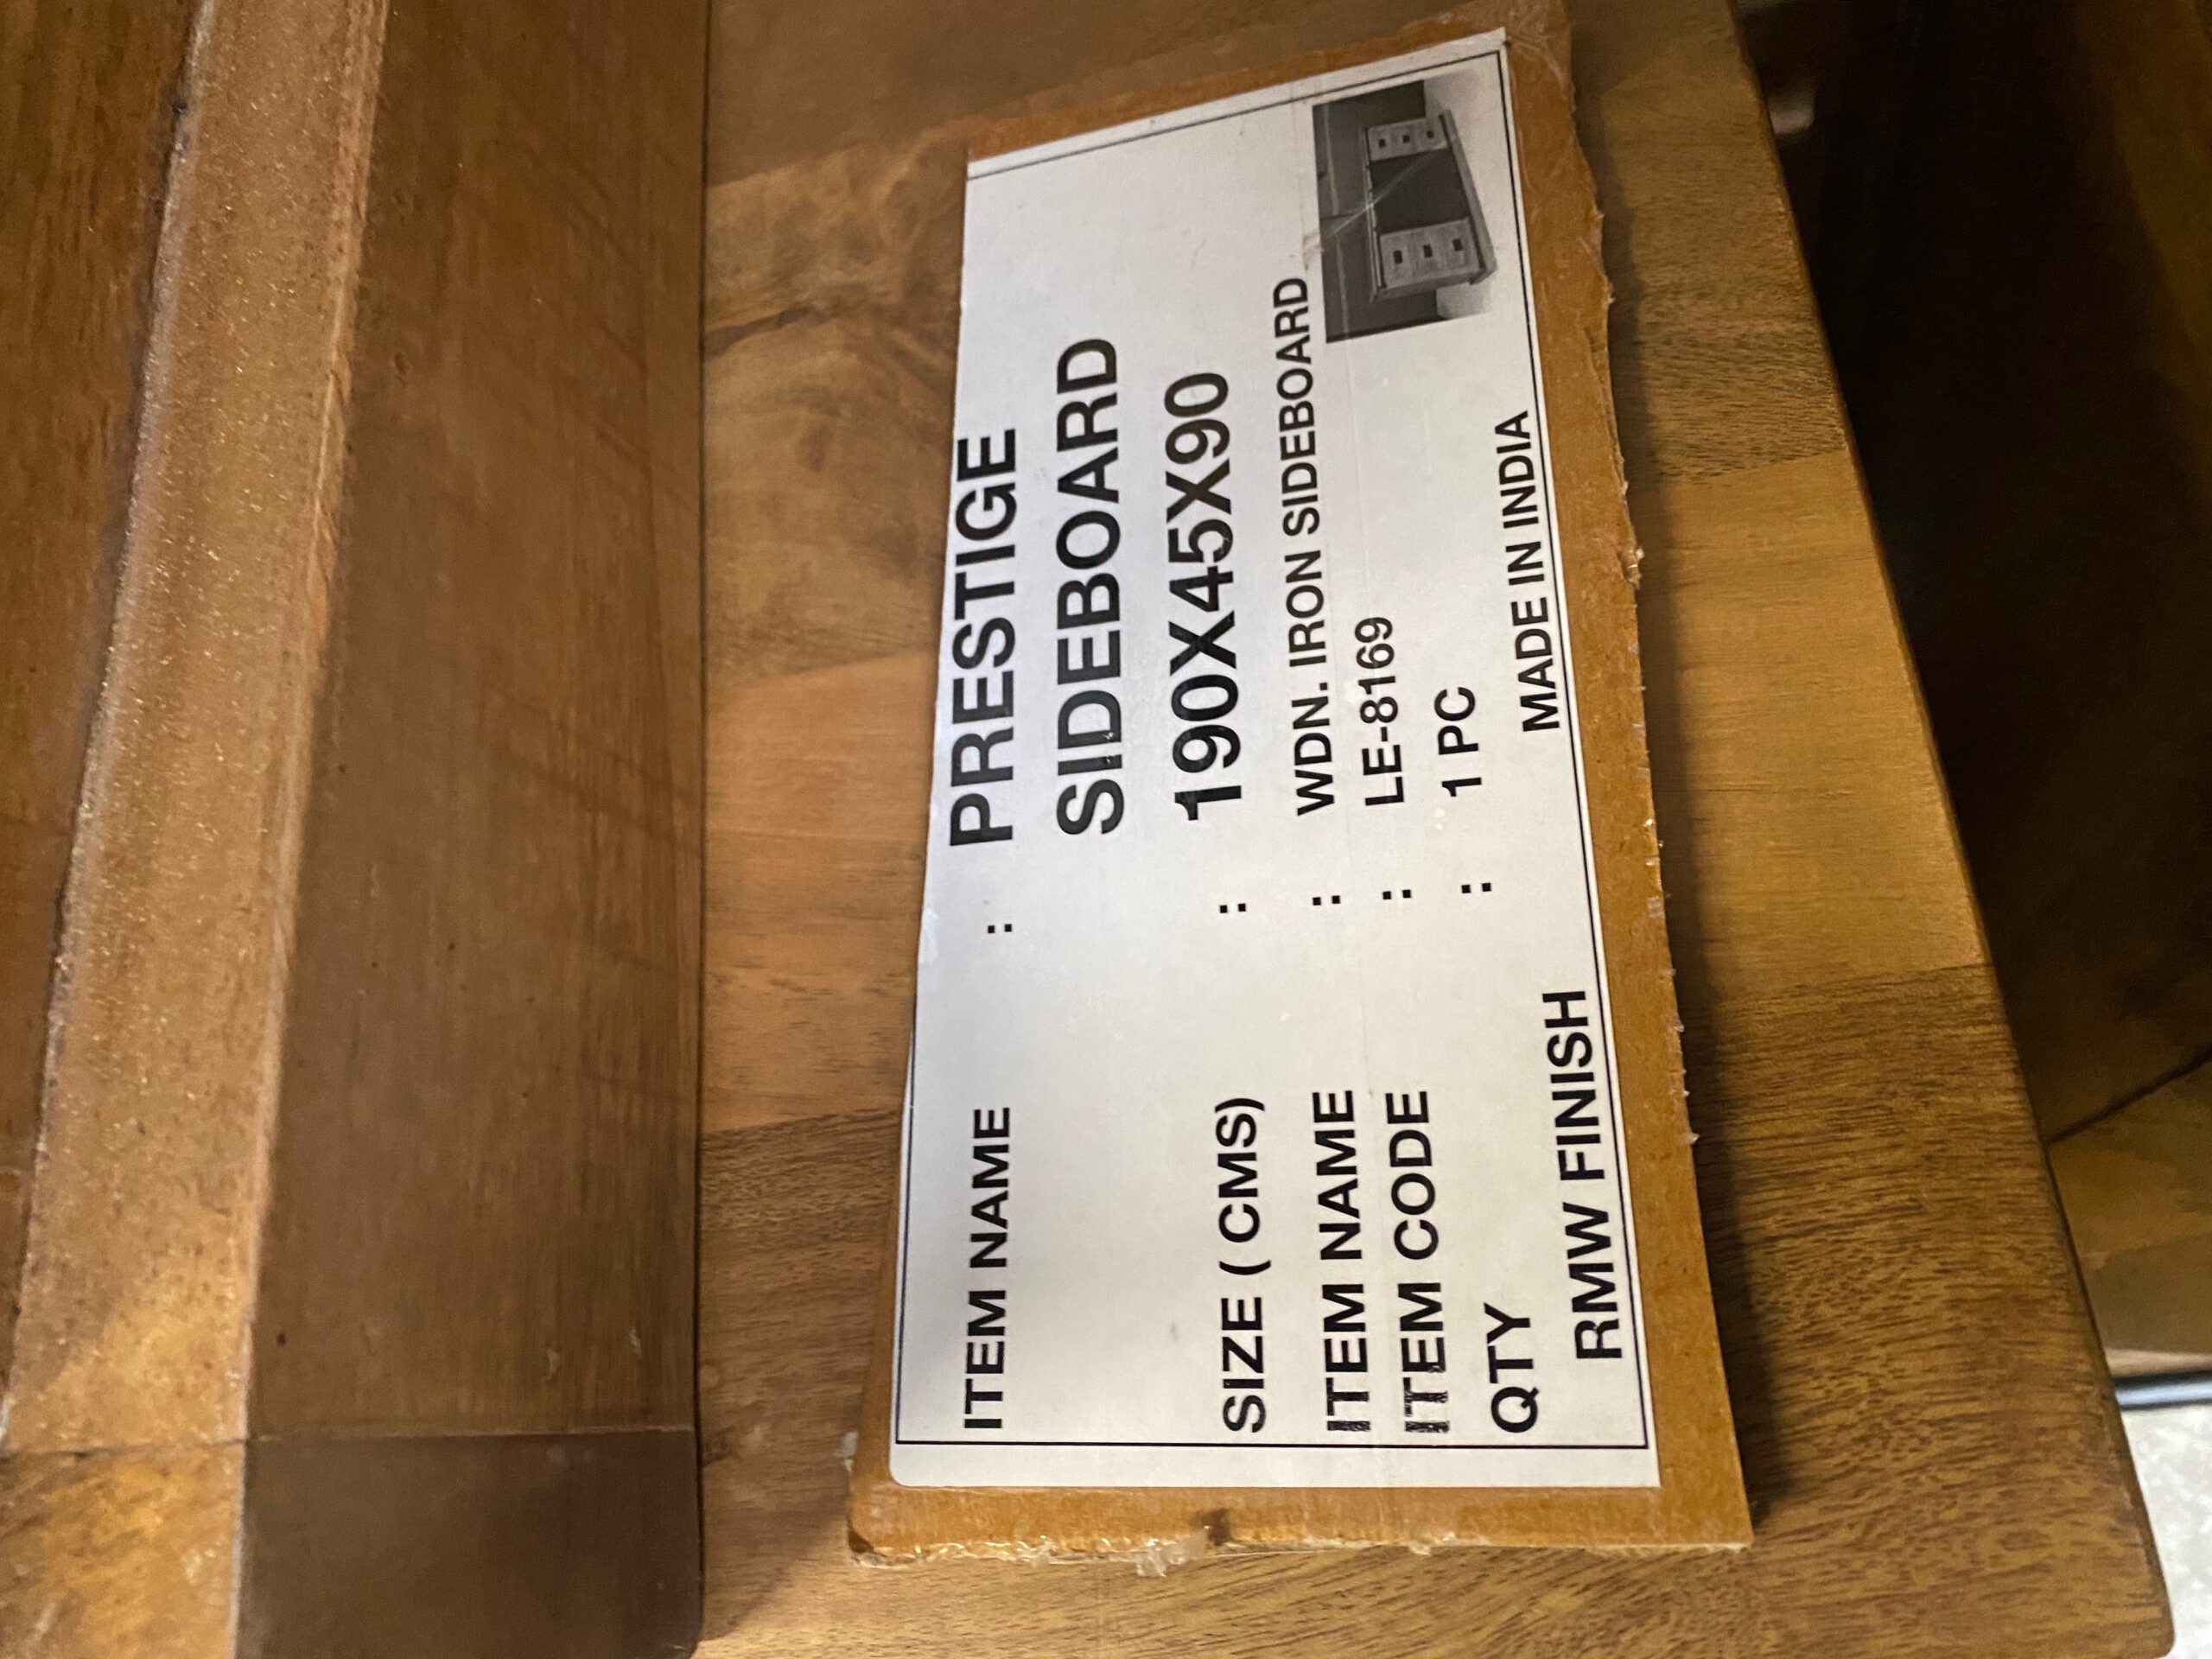 ITEM NAME : PRESTIGE
SIDEBOARD
SIZE ( CMS) : 190X45X90
ITEM NAME : WDN. IRON SIDEBOARD
ITEM CODE : LE-8169
QTY : 1 PC
RMW FINISH MADE IN INDIA